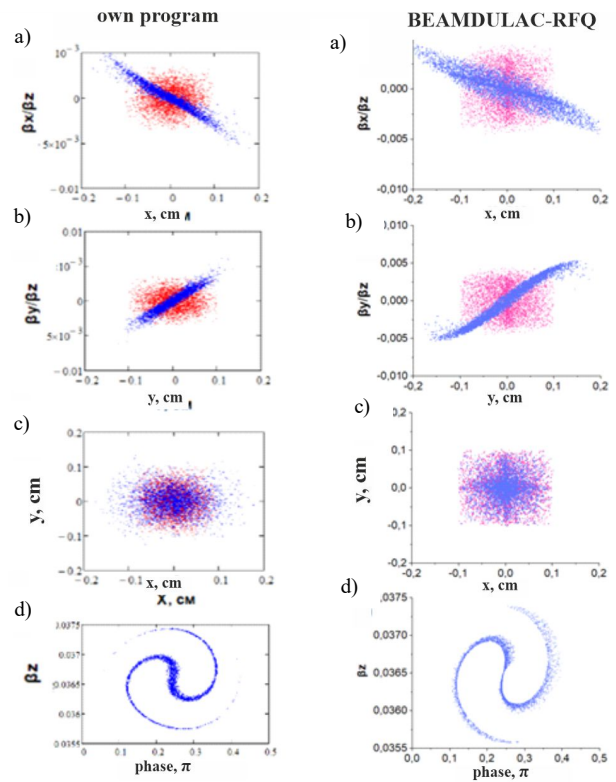 own program
BEAMDULAC-RFQ
a)
10⁻³
βx/βz
0
5×10⁻³
−0.01
−0.2 −0.1 0 0.1 0.2
x, cm
a)
βx/βz
0,000
-0,005
-0,010
-0,2 -0,1 0,0 0,1 0,2
x, cm
b)
0.01
:10⁻³
βy/βz
0
5×10⁻³
−0.01
−0.2 −0.1 0 0.1 0.2
y, cm
b)
0,010
0,005
βy/βz
0,000
-0,005
-0,010
-0,2 -0,1 0,0 0,1 0,2
y, cm
c)
0.2
0.1
y, cm
0
−0.1
−0.2
−0.2 −0.1 0 0.1 0.2
x, cm
X, см
c)
0,2
0,1
y, cm
0,0
-0,1
-0,2
-0,2 -0,1 0,0 0,1 0,2
x, cm
d)
0.0375
0.037
βz
0.0365
0.036
0.0355
0 0.1 0.2 0.3 0.4 0.5
phase, π
d)
0,0375
0,0370
βz
0,0365
0,0360
0,0355
0,0 0,1 0,2 0,3 0,4 0,5
phase, π